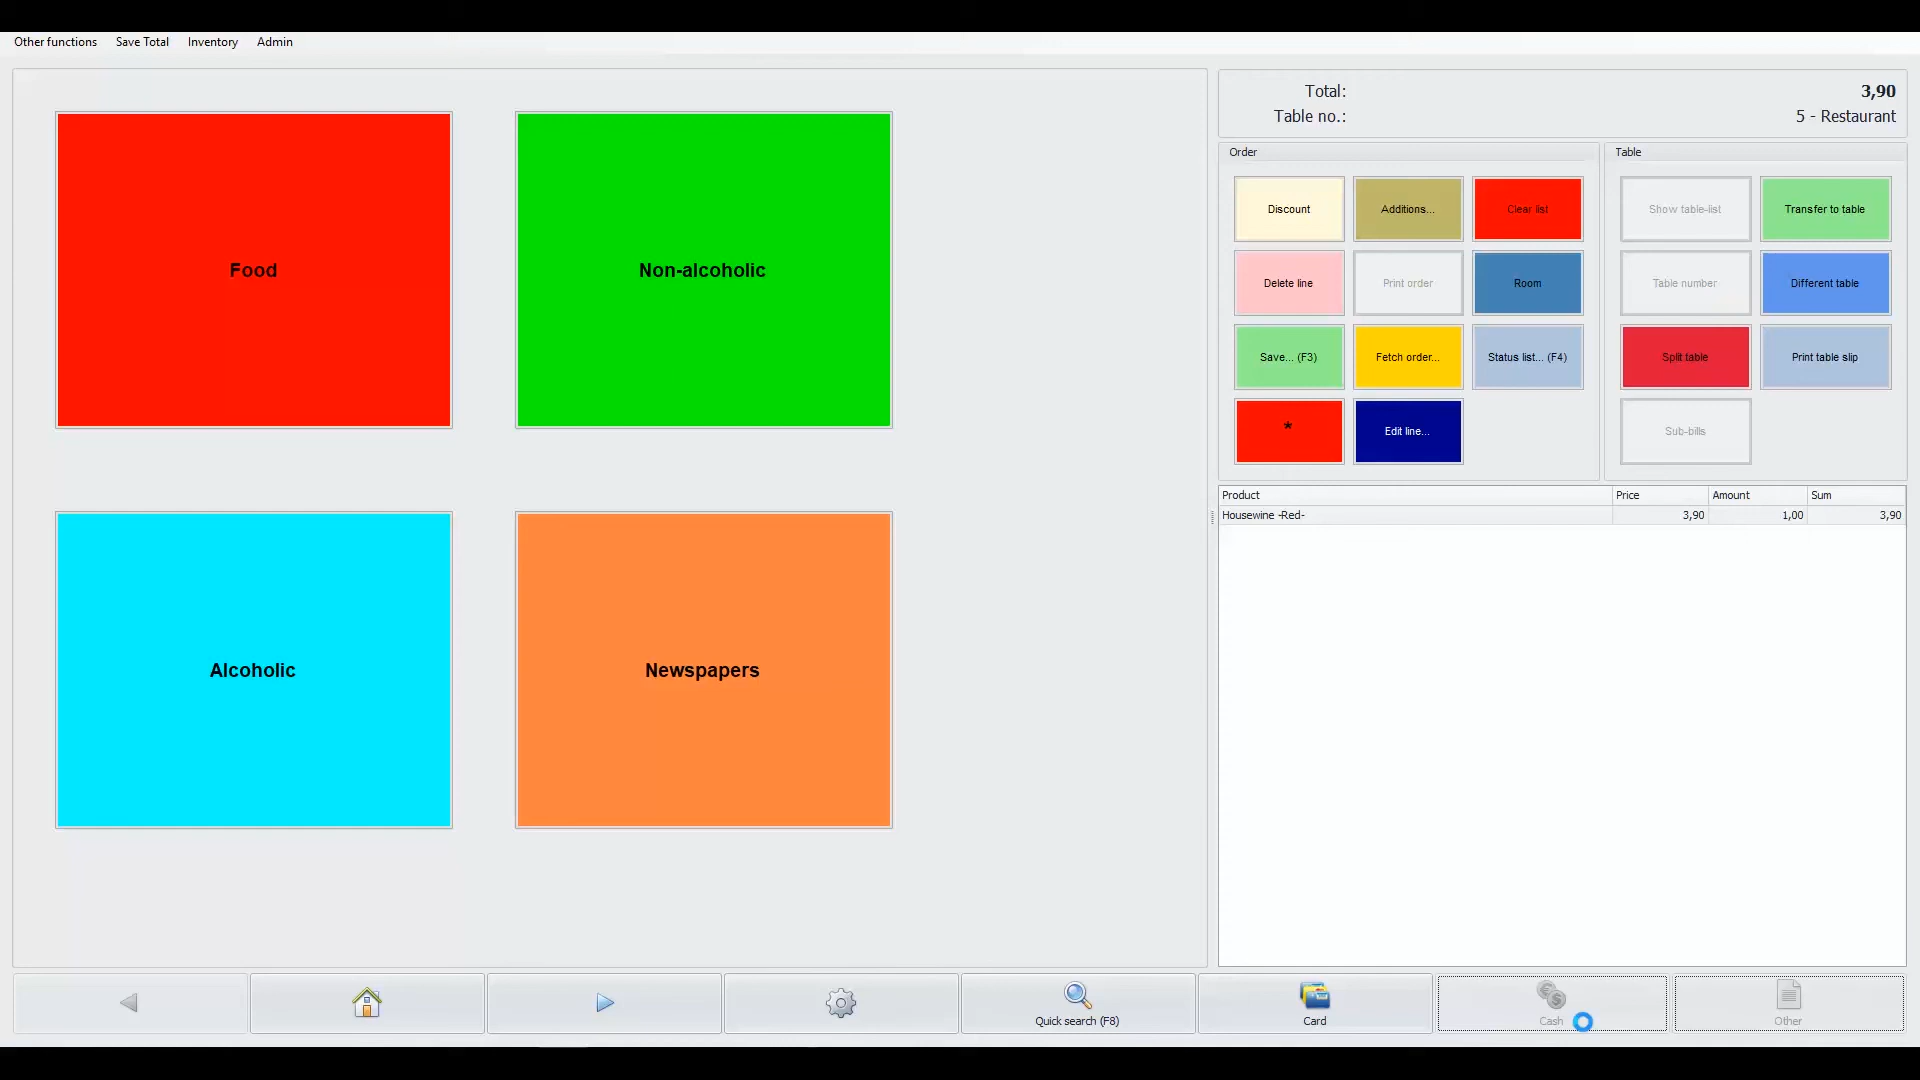 Other functions Save Total Inventory Admin
Food
Non-alcoholic
Alcoholic
Newspapers
Total: 3,90
Table no.: 5 - Restaurant
Order
Discount Additions... Clear list
Delete line Print order Room
Save... (F3) Fetch order... Status list... (F4)
* Edit line...
Table
Show table-list Transfer to table
Table number Different table
Split table Print table slip
Sub-bills
Product Price Amount Sum
Housewine -Red- 3,90 1,00 3,90
Quick search (F8) Card Cash Other